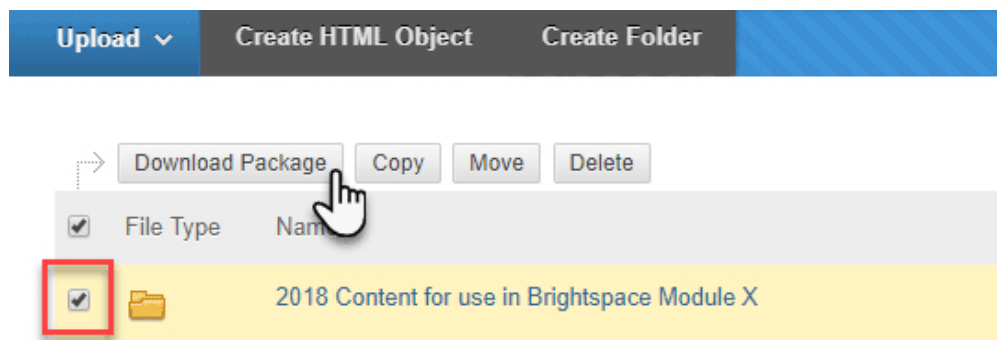 Upload Create HTML Object Create Folder
Download Package Copy Move Delete
File Type Name
2018 Content for use in Brightspace Module X